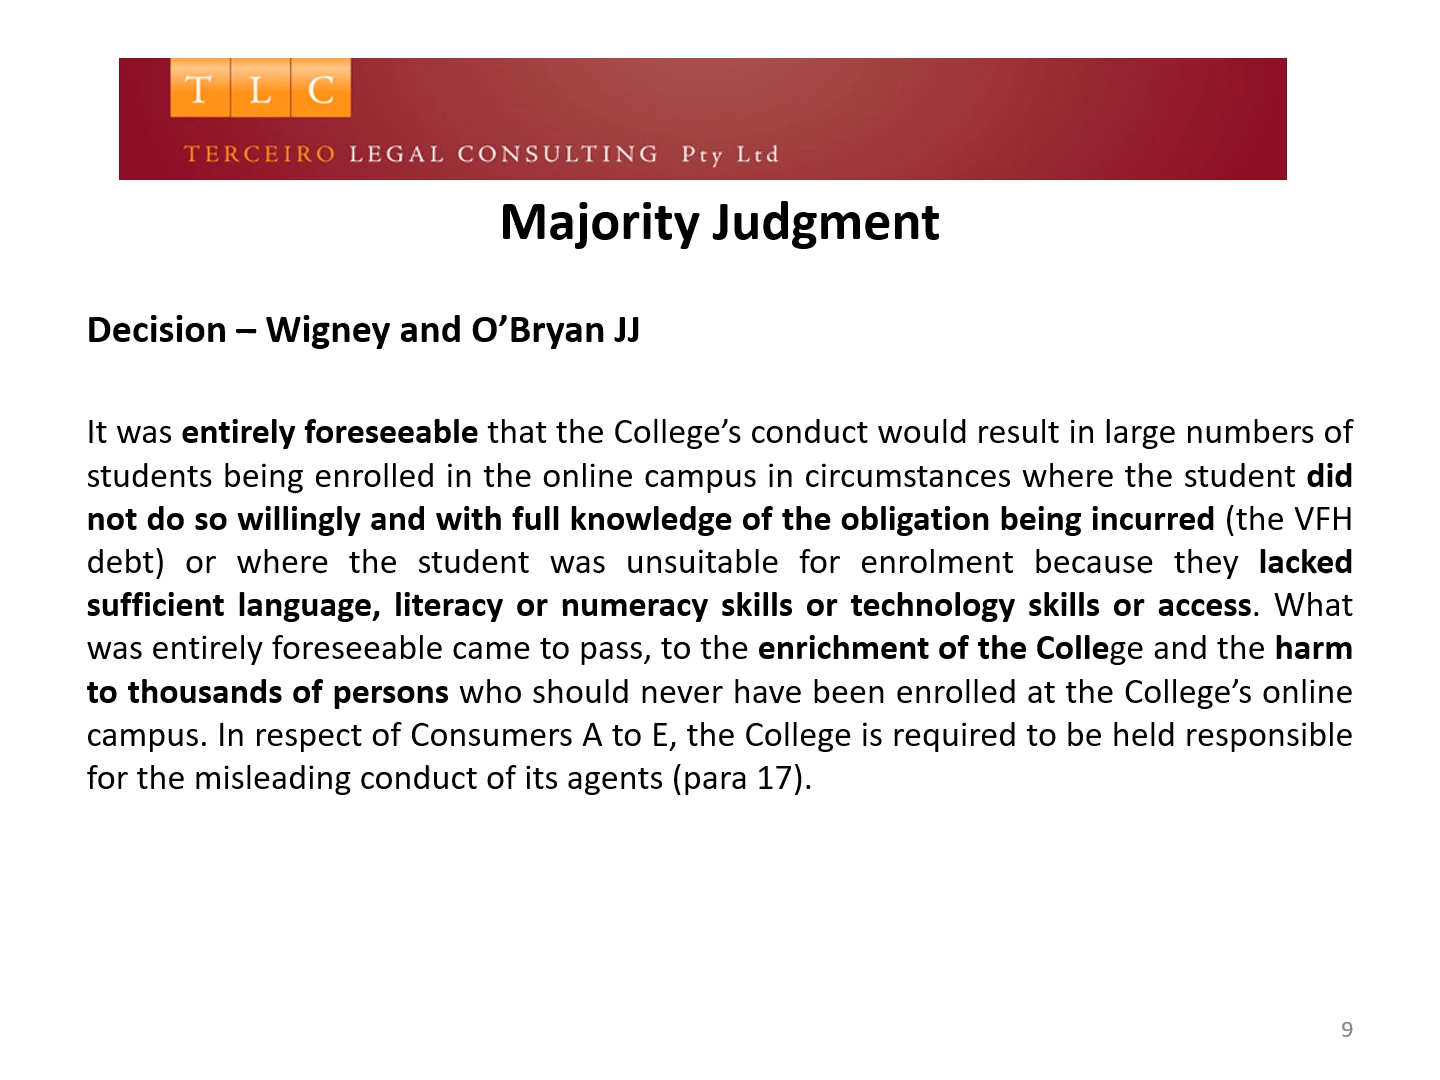 T L C
TERCEIRO LEGAL CONSULTING Pty Ltd
Majority Judgment
Decision – Wigney and O’Bryan JJ
It was entirely foreseeable that the College’s conduct would result in large numbers of
students being enrolled in the online campus in circumstances where the student did
not do so willingly and with full knowledge of the obligation being incurred (the VFH
debt) or where the student was unsuitable for enrolment because they lacked
sufficient language, literacy or numeracy skills or technology skills or access. What
was entirely foreseeable came to pass, to the enrichment of the College and the harm
to thousands of persons who should never have been enrolled at the College’s online
campus. In respect of Consumers A to E, the College is required to be held responsible
for the misleading conduct of its agents (para 17).
9